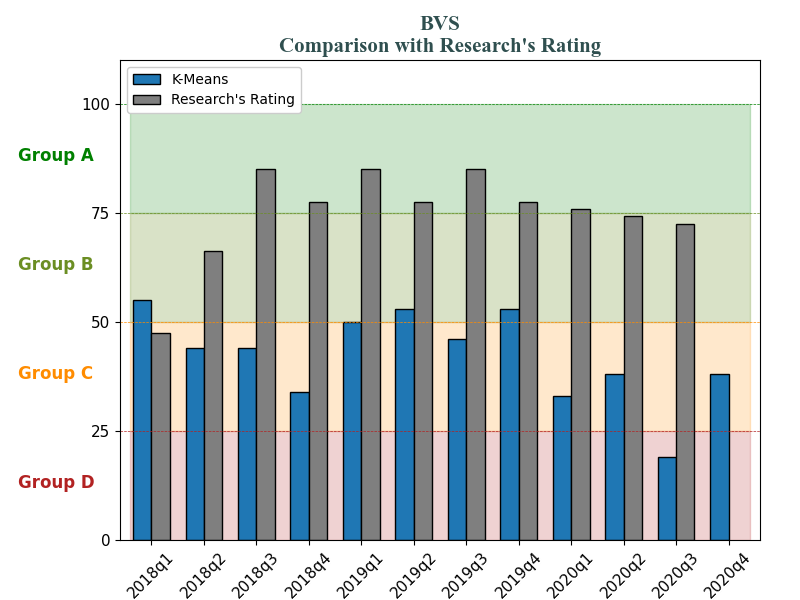 BVS
Comparison with Research's Rating
K-Means
Research's Rating
100
Group A
75
Group B
50
Group C
25
Group D
0
2018q1
2018q2
2018q3
2018q4
2019q1
2019q2
2019q3
2019q4
2020q1
2020q2
2020q3
2020q4